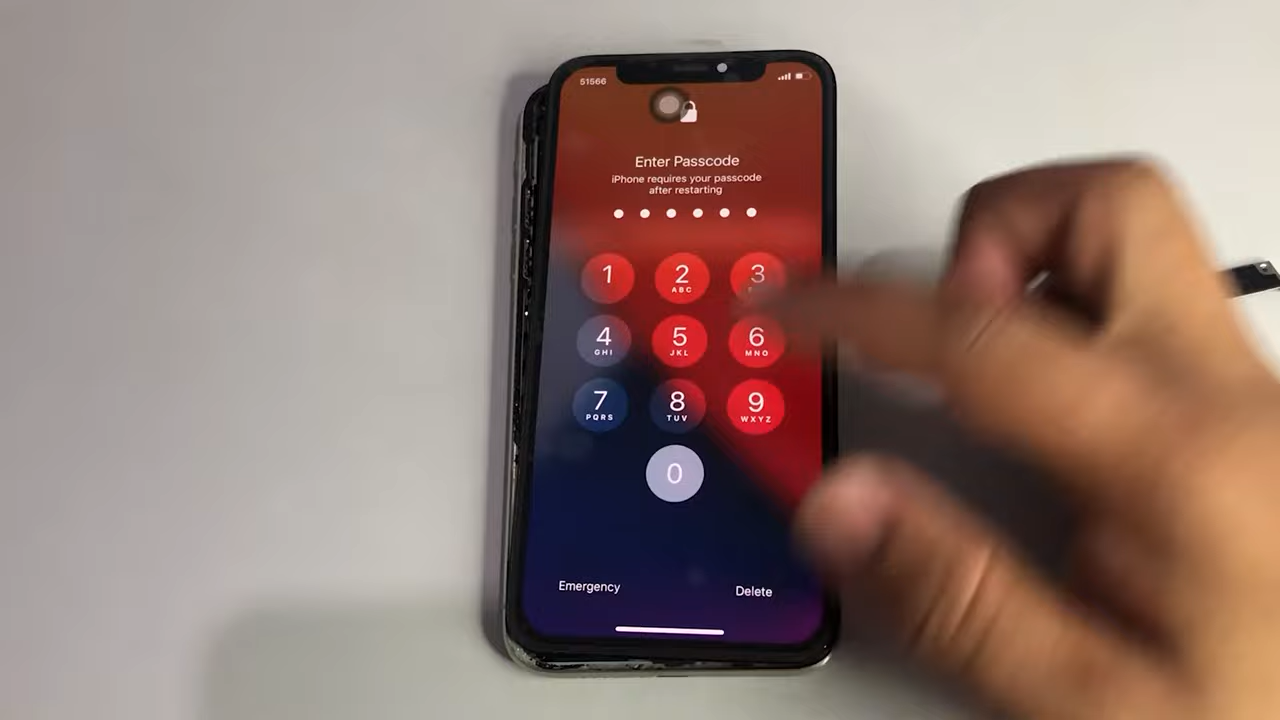 51566
Enter Passcode
iPhone requires your passcode
after restarting
1 2 3
ABC
4 5 6
GHI JKL MNO
7 8 9
PQRS TUV WXYZ
0
Emergency Delete